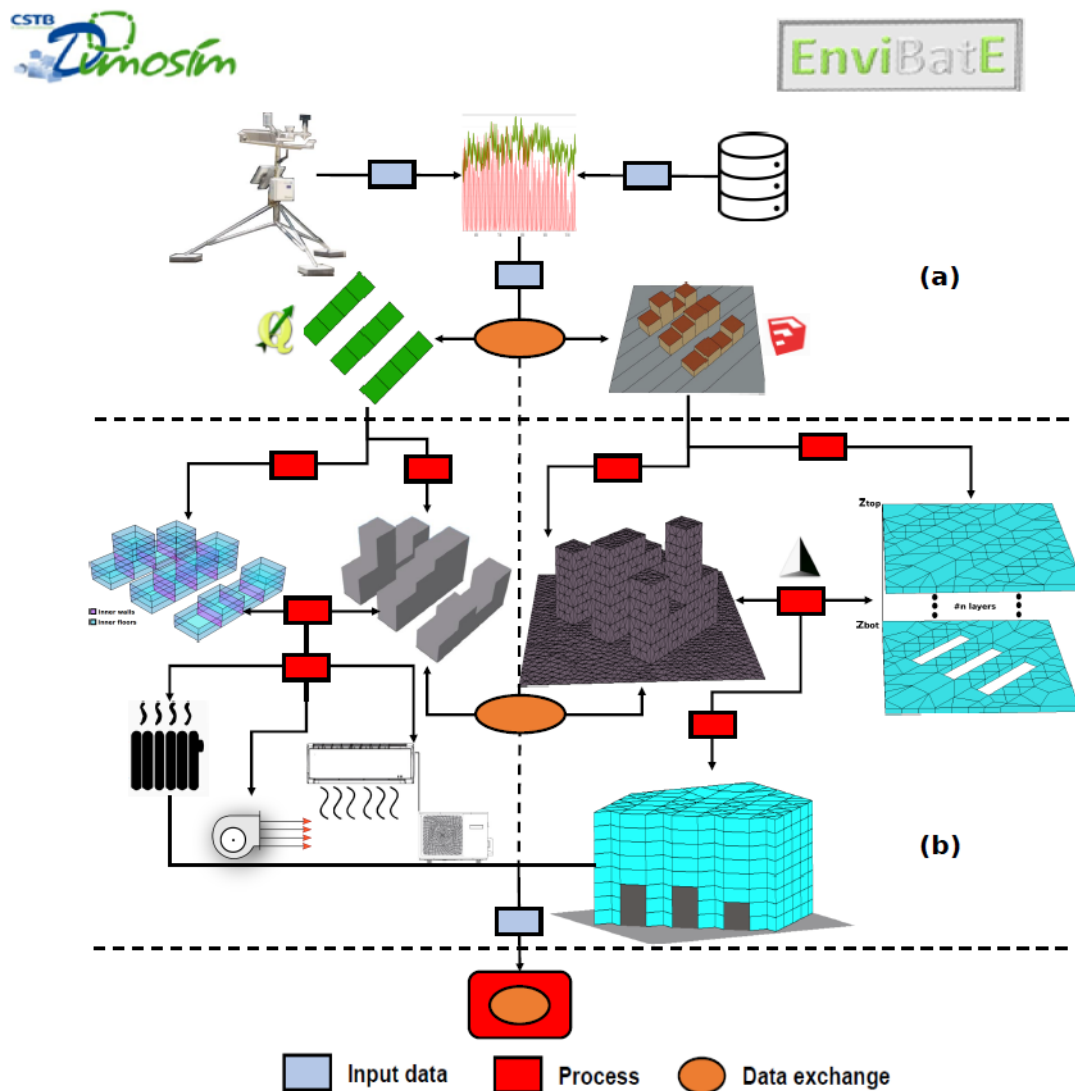 CSTB
Dimosim
EnviBatE
(a)
Q
Ztop
#n layers
Zbot
Inner walls
Inner floors
(b)
Input data
Process
Data exchange